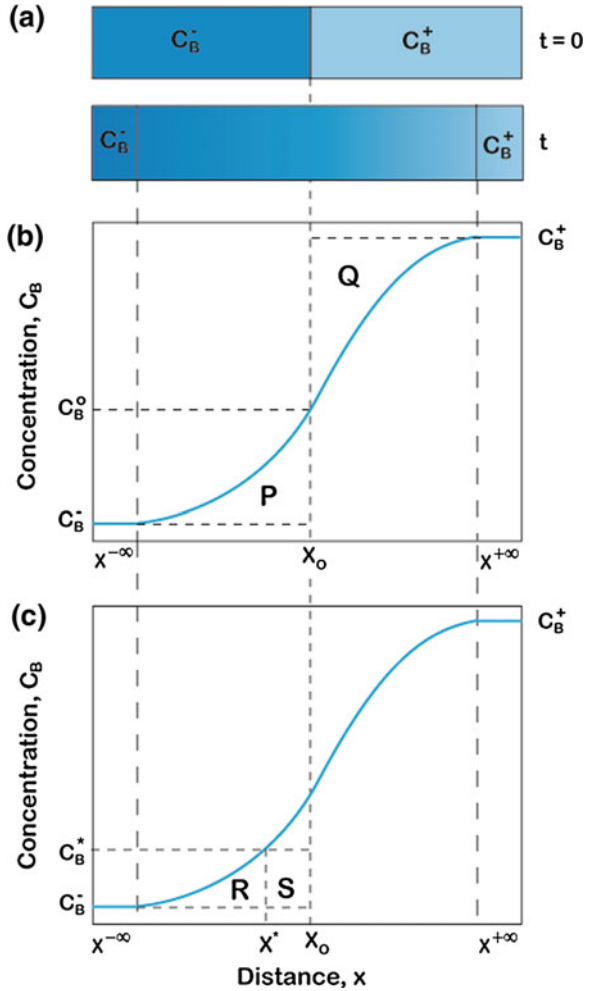 (a)
C_B^- C_B^+ t = 0
C_B^- C_B^+ t
(b)
C_B^+
Q
Concentration, C_B
C_B^o
P
C_B^-
X^-∞ X_o X^+∞
(c)
C_B^+
Concentration, C_B
C_B^*
R S
C_B^-
X^-∞ X^* X_o X^+∞
Distance, x